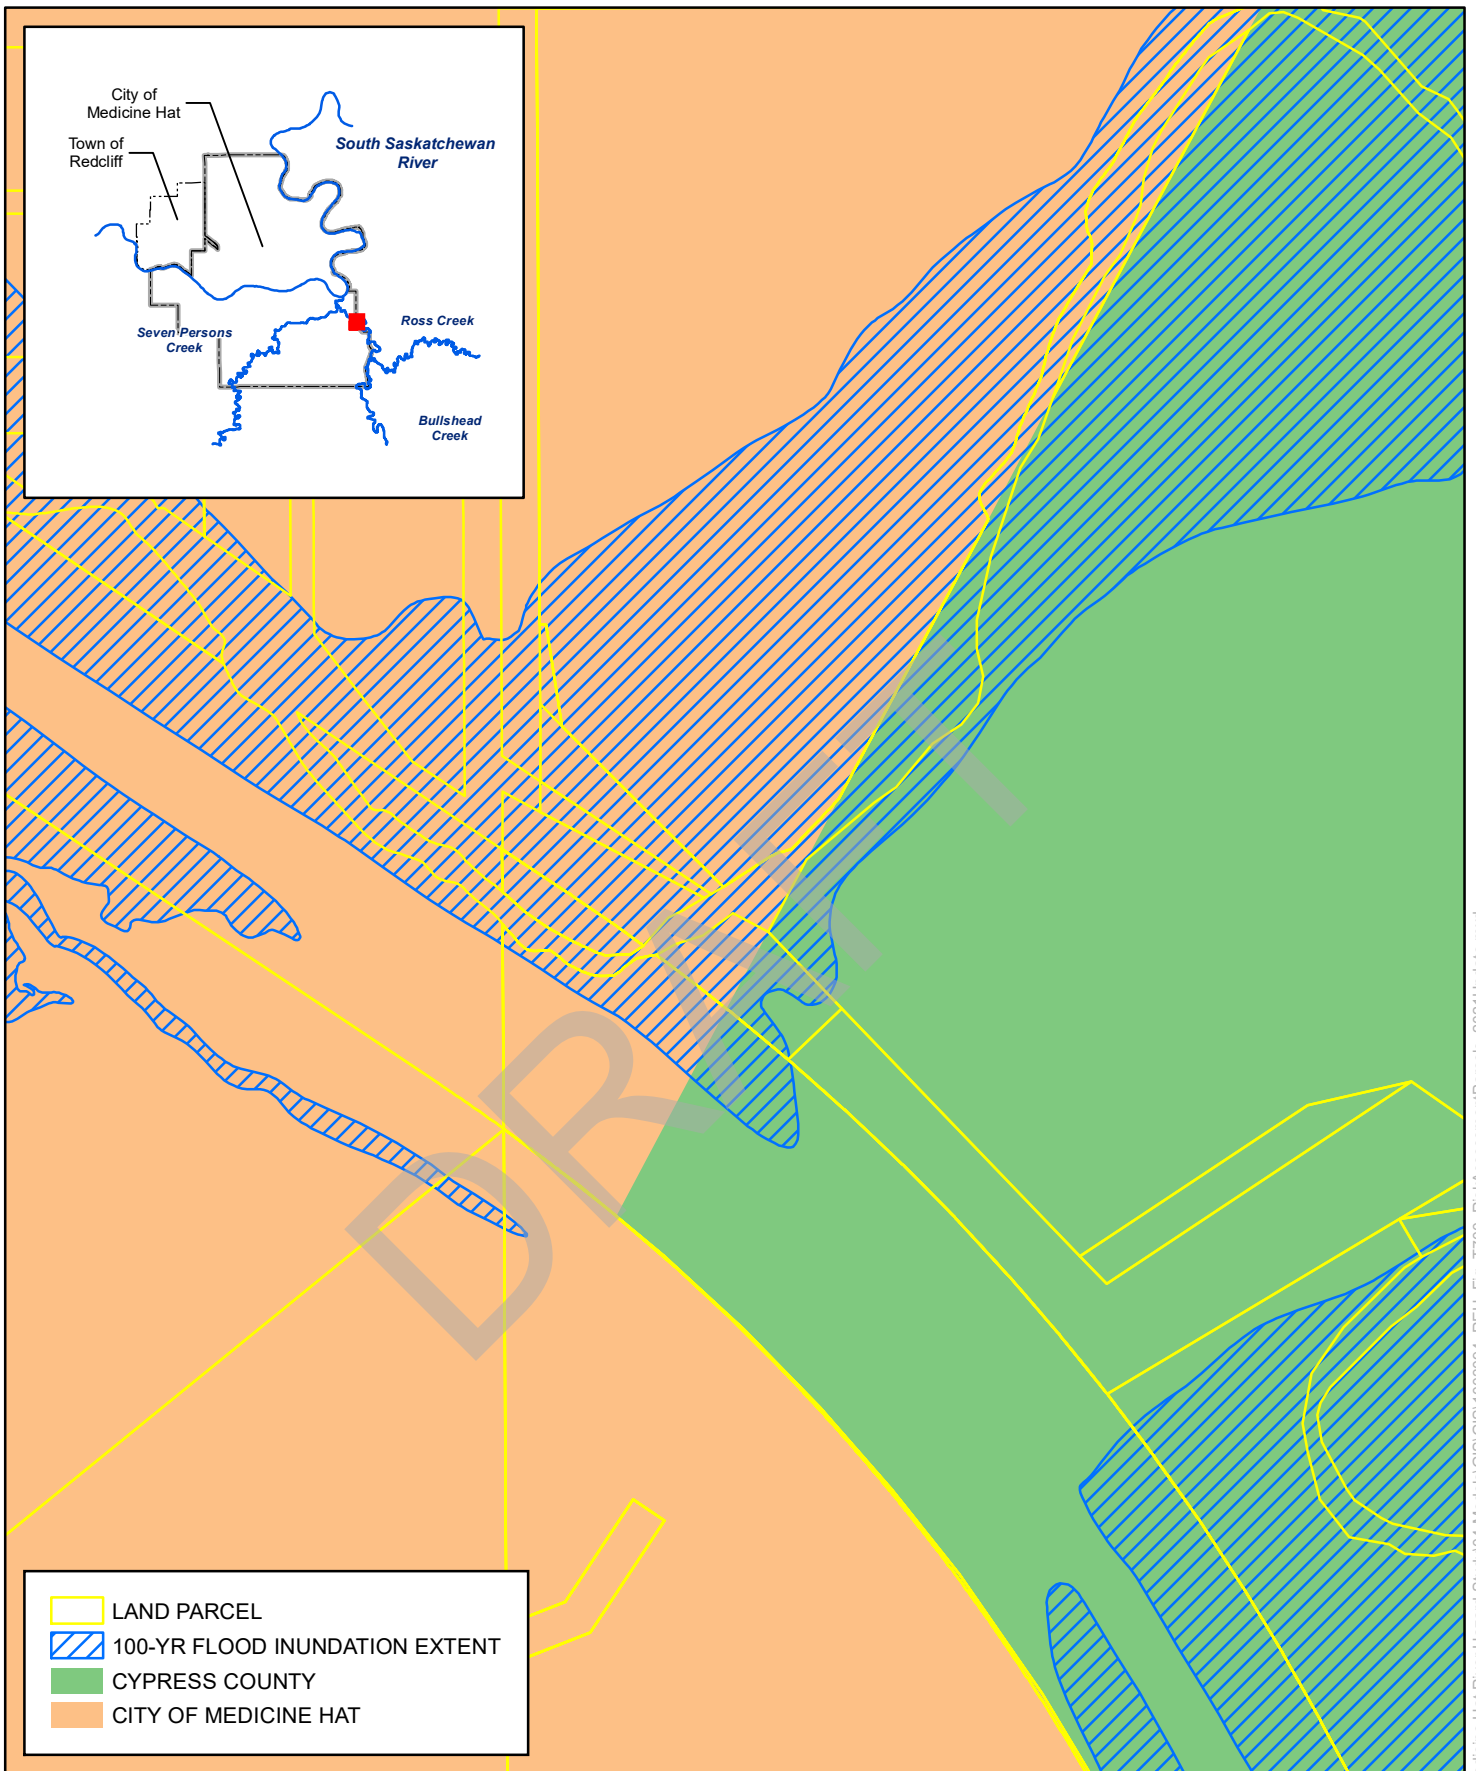 City of
Medicine Hat
Town of
Redcliff
South Saskatchewan
River
Seven Persons
Creek
Ross Creek
Bullshead
Creek
DRAFT
LAND PARCEL
100-YR FLOOD INUNDATION EXTENT
CYPRESS COUNTY
CITY OF MEDICINE HAT